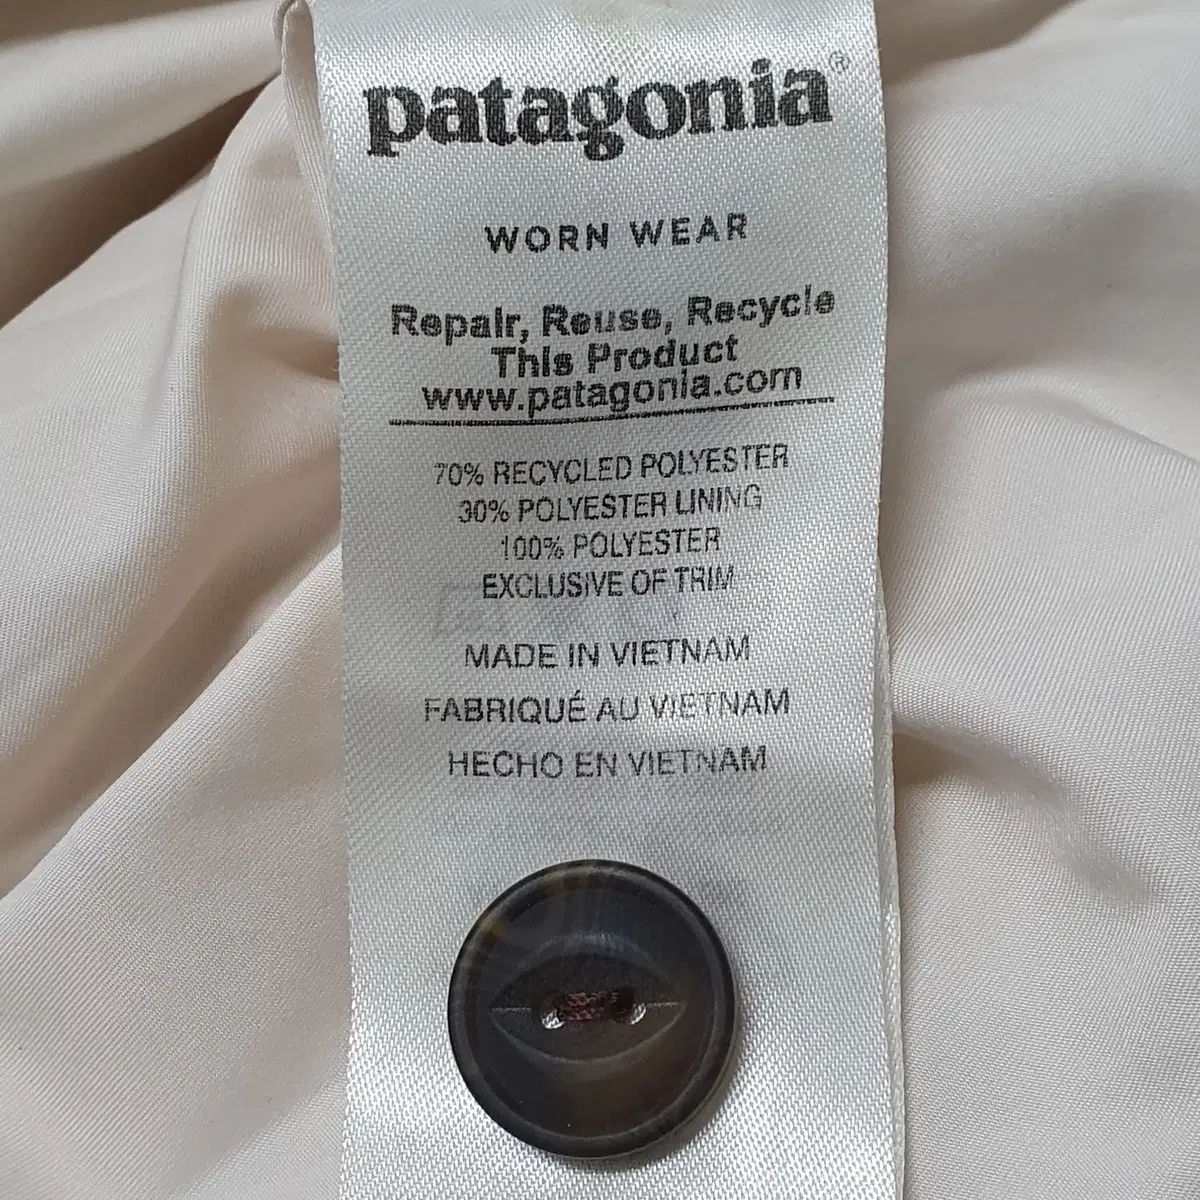 patagonia®
WORN WEAR
Repair, Reuse, Recycle
This Product
www.patagonia.com
70% RECYCLED POLYESTER
30% POLYESTER LINING
100% POLYESTER
EXCLUSIVE OF TRIM
MADE IN VIETNAM
FABRIQUÉ AU VIETNAM
HECHO EN VIETNAM